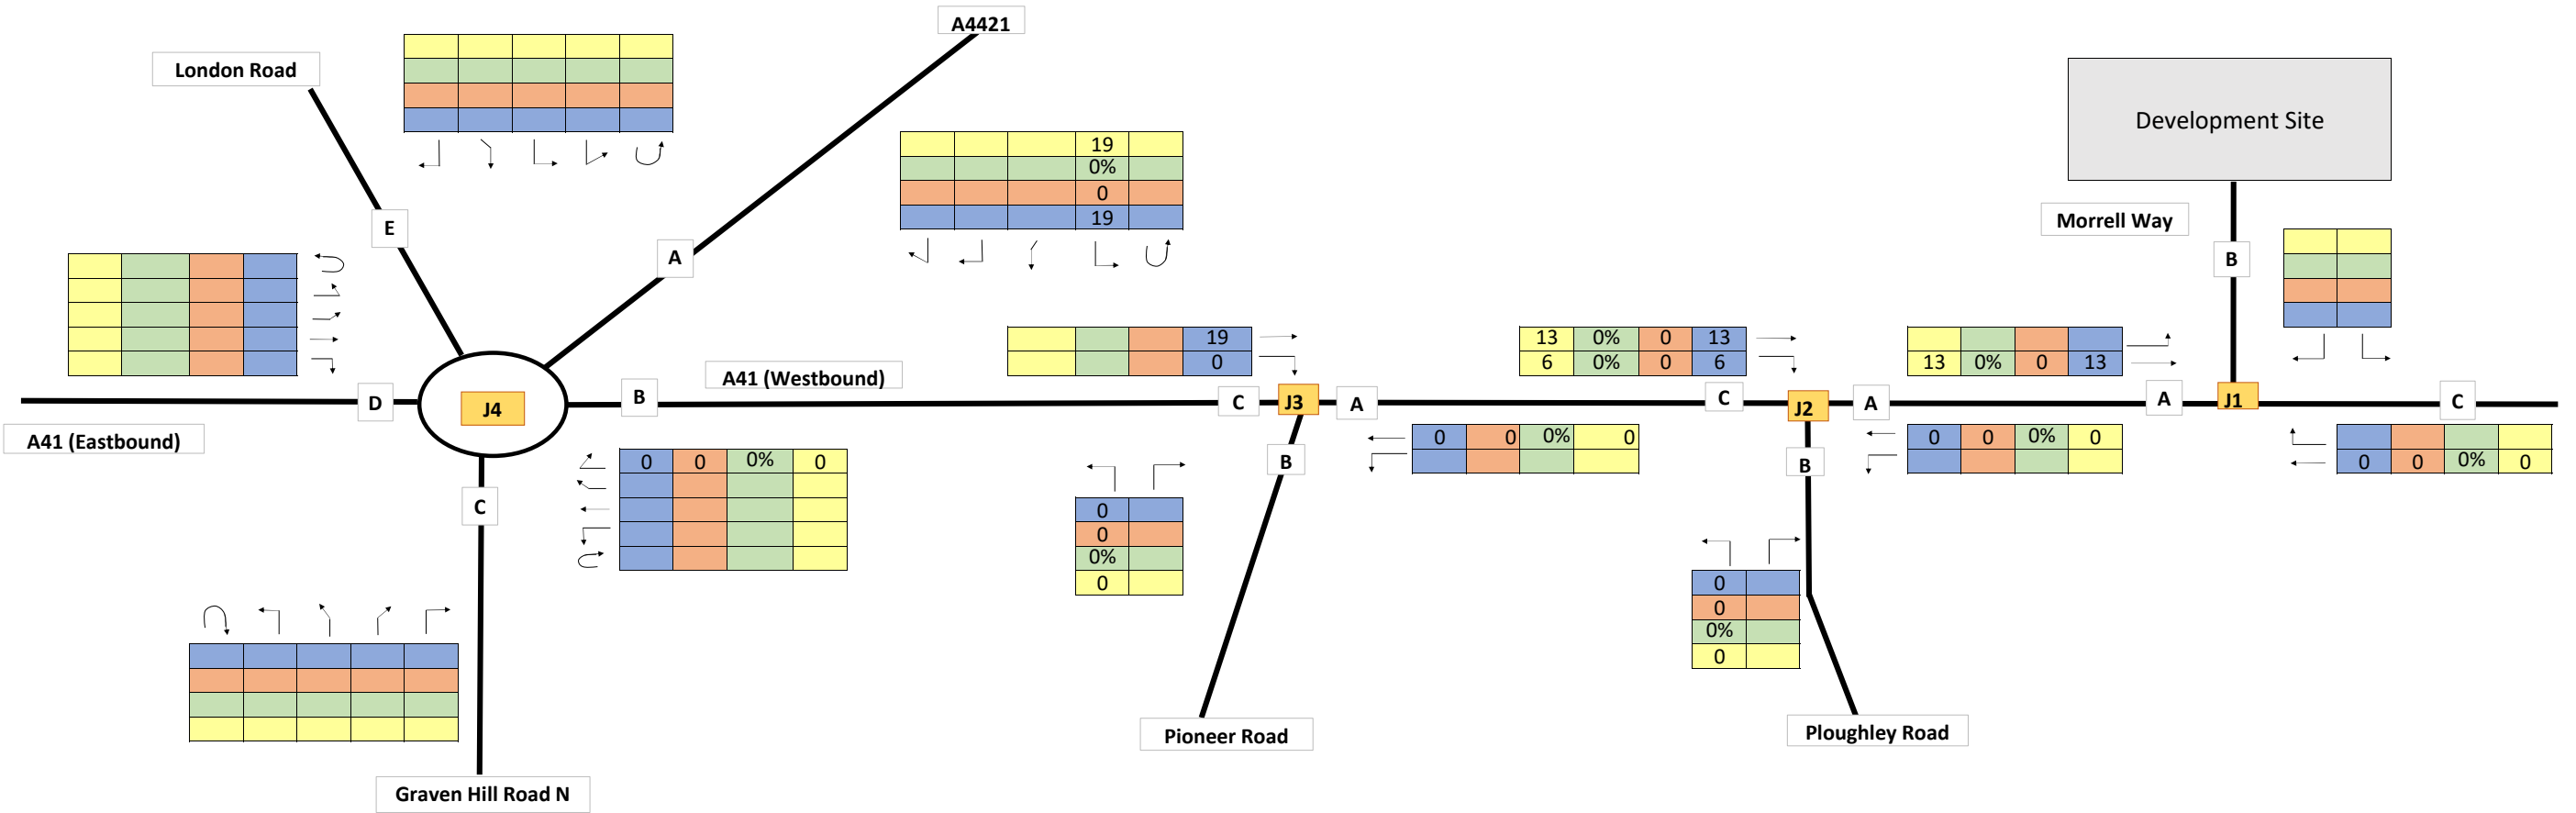 A4421
London Road
Development Site
19
0%
0
19
Morrell Way
E
A
B
19
0
13 0% 0 13
6 0% 0 6
13 0% 0 13
A41 (Westbound)
D
J4
B
C
J3
A
C
J2
A
A
J1
C
A41 (Eastbound)
0 0 0% 0
0 0 0% 0
0 0 0% 0
0 0 0% 0
B
B
C
0
0
0%
0
0
0
0%
0
Pioneer Road
Ploughley Road
Graven Hill Road N